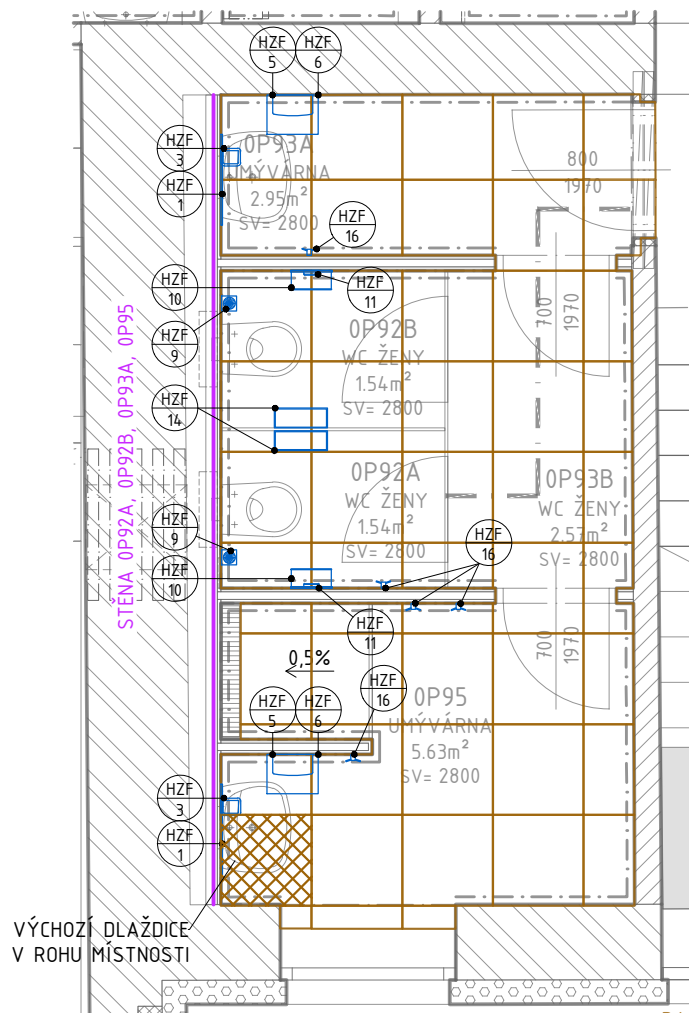 HZF
5
HZF
6
HZF
3
HZF
1
0P93A
UMÝVÁRNA
2.95m²
SV= 2800
800
1970
HZF
16
HZF
10
HZF
11
HZF
9
0P92B
WC ŽENY
1.54m²
SV= 2800
700
1970
HZF
14
STĚNA 0P92A, 0P92B, 0P93A, 0P95
0P92A
WC ŽENY
1.54m²
SV= 2800
0P93B
WC ŽENY
2.57m²
SV= 2800
HZF
9
HZF
16
HZF
10
HZF
11
700
1970
0,5%
HZF
16
HZF
5
HZF
6
0P95
UMÝVÁRNA
5.63m²
SV= 2800
HZF
3
HZF
1
VÝCHOZÍ DLAŽDICE
V ROHU MÍSTNOSTI